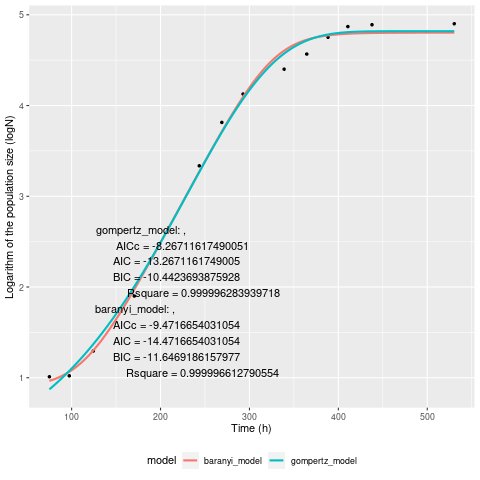 5
4
3
2
1
Logarithm of the population size (logN)
gompertz_model: ,
AICc = -8.26711617490051
AIC = -13.2671161749005
BIC = -10.4423693875928
Rsquare = 0.999996283939718
baranyi_model: ,
AICc = -9.4716654031054
AIC = -14.4716654031054
BIC = -11.6469186157977
Rsquare = 0.999996612790554
100 200 300 400 500
Time (h)
model baranyi_model gompertz_model